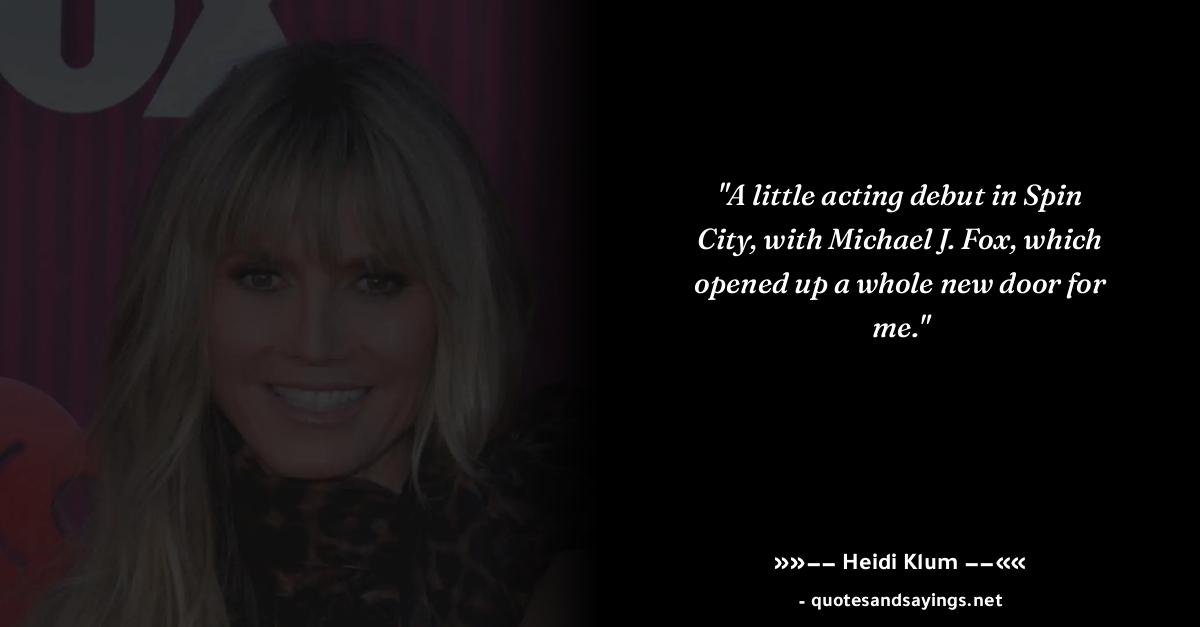 OX
"A little acting debut in Spin
City, with Michael J. Fox, which
opened up a whole new door for
me."
»»−− Heidi Klum −−««
- quotesandsayings.net